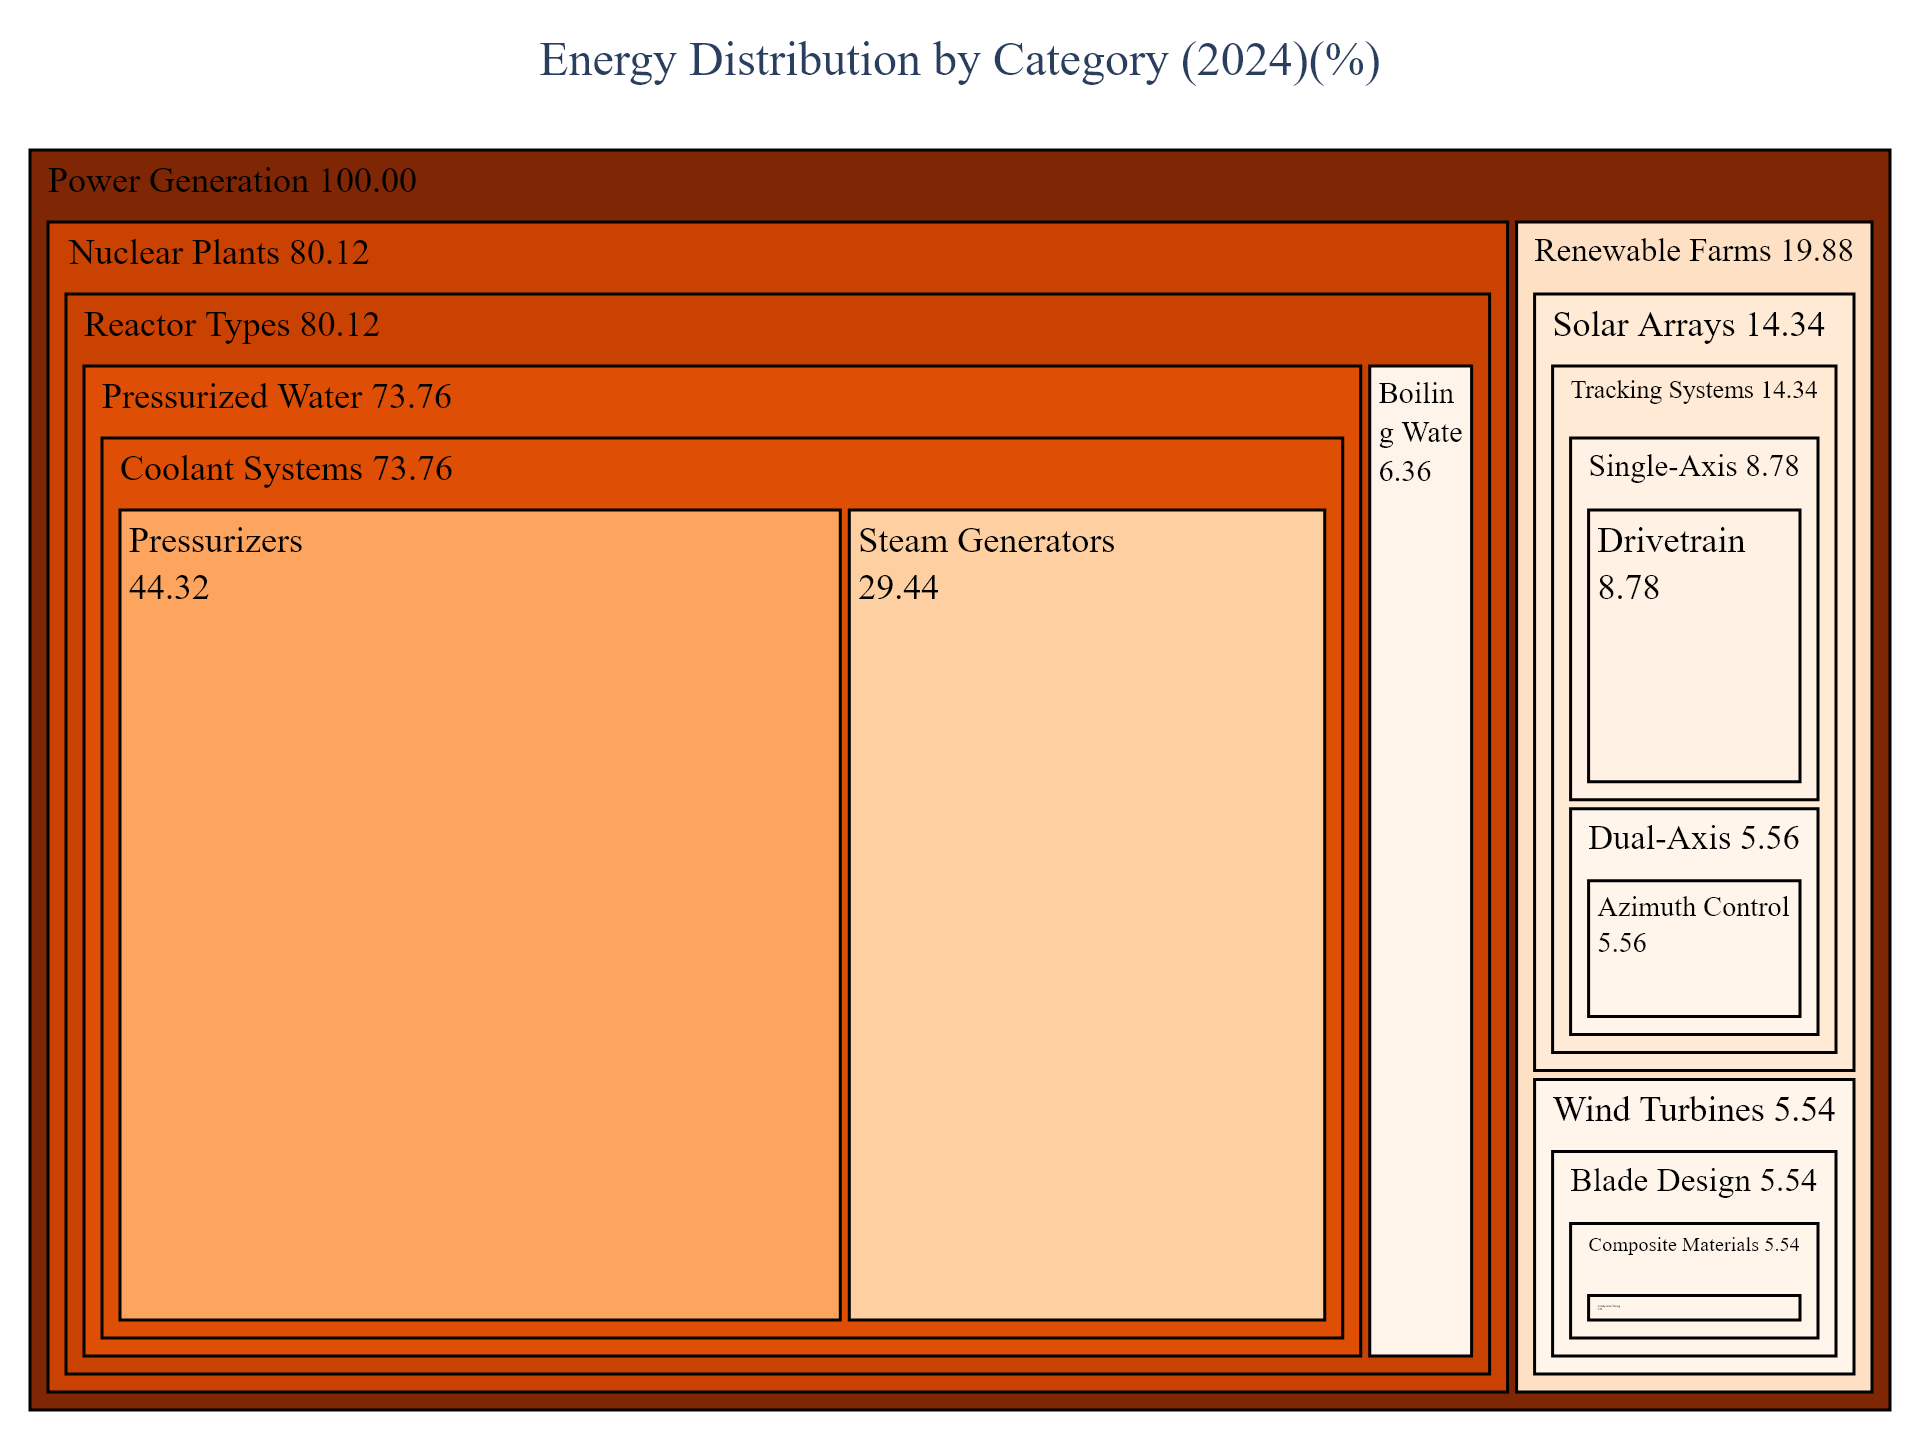 Energy Distribution by Category (2024)(%)
Power Generation 100.00
Nuclear Plants 80.12
Reactor Types 80.12
Pressurized Water 73.76
Coolant Systems 73.76
Pressurizers
44.32
Steam Generators
29.44
Boilin
g Wate
6.36
Renewable Farms 19.88
Solar Arrays 14.34
Tracking Systems 14.34
Single-Axis 8.78
Drivetrain
8.78
Dual-Axis 5.56
Azimuth Control
5.56
Wind Turbines 5.54
Blade Design 5.54
Composite Materials 5.54